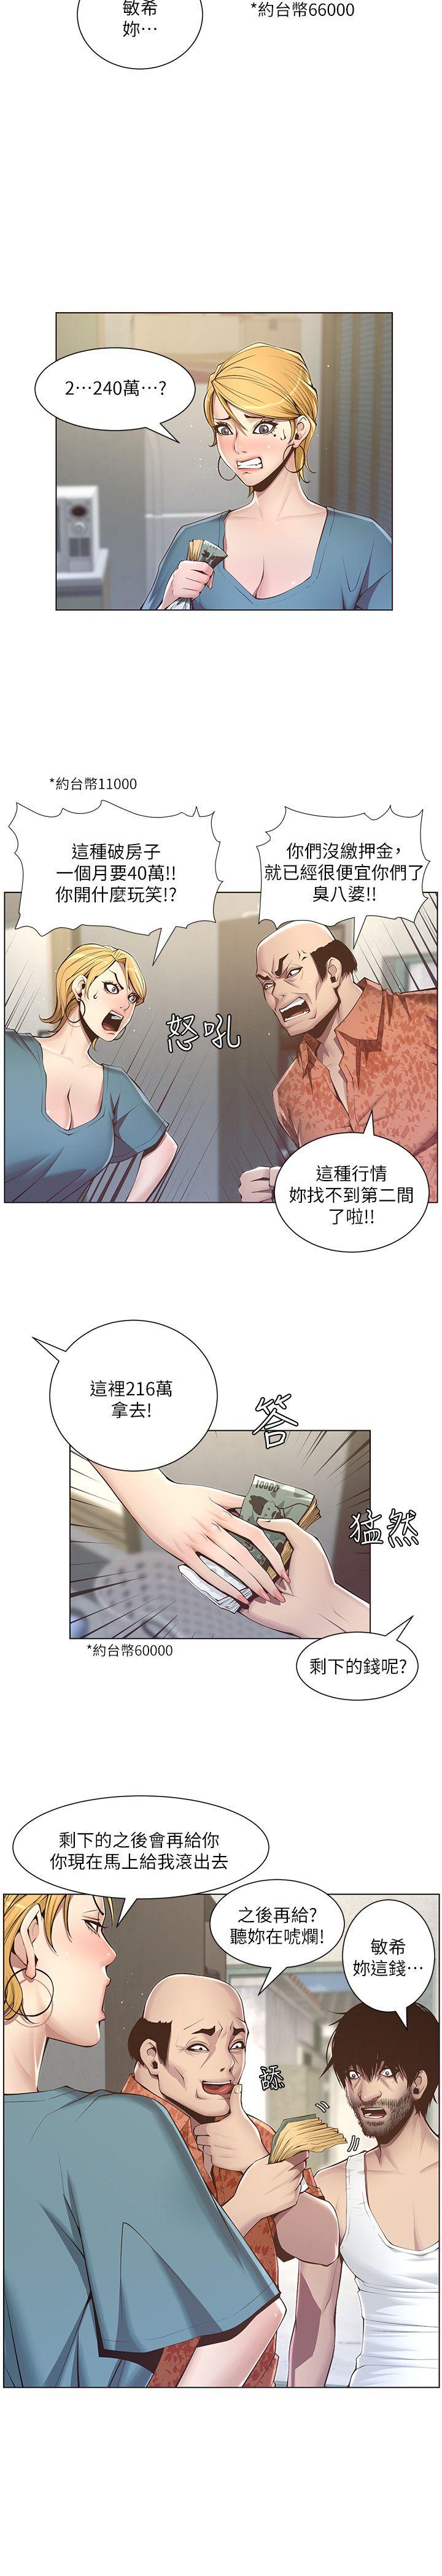 敏希
妳⋯
*約台幣66000
2⋯240萬⋯?
*約台幣11000
這種破房子
一個月要40萬!!
你開什麼玩笑!?
你們沒繳押金,
就已經很便宜你們了
臭八婆!!
怒吼
這種行情
妳找不到第二間
了啦!!
這裡216萬
拿去!
答
10000
猛然
*約台幣60000
剩下的錢呢?
剩下的之後會再給你
你現在馬上給我滾出去
之後再給?
聽妳在唬爛!
敏希
妳這錢⋯
舔